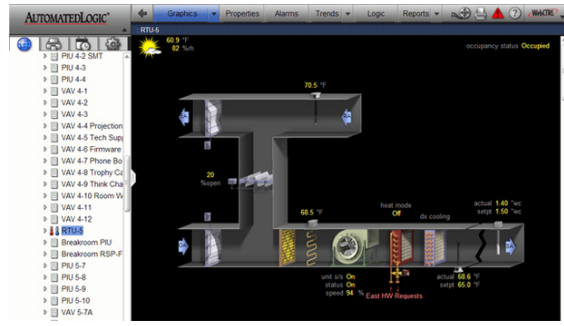 AUTOMATEDLOGIC®
Graphics
Properties
Alarms
Trends
Logic
Reports
WebCTRL
RTU-5
60.9 °F
82 %rh
occupancy status Occupied
PIU 4-2 SMT
PIU 4-3
PIU 4-4
VAV 4-1
VAV 4-2
VAV 4-3
VAV 4-4 Projection
VAV 4-5 Tech Supp
VAV 4-6 Firmware
VAV 4-7 Phone Bo
VAV 4-8 Trophy Ca
VAV 4-9 Think Cha
VAV 4-10 Room W
VAV 4-11
VAV 4-12
RTU-5
Breakroom PIU
Breakroom RSP-F
PIU 5-7
PIU 5-8
PIU 5-9
PIU 5-10
VAV 5-7A
70.5 °F
20
%open
68.5 °F
heat mode
Off
dx cooling
actual 1.40 "wc
setpt 1.50 "wc
unit s/s On
status On
speed 94 %
East HW Requests
actual 68.6 °F
setpt 65.0 °F